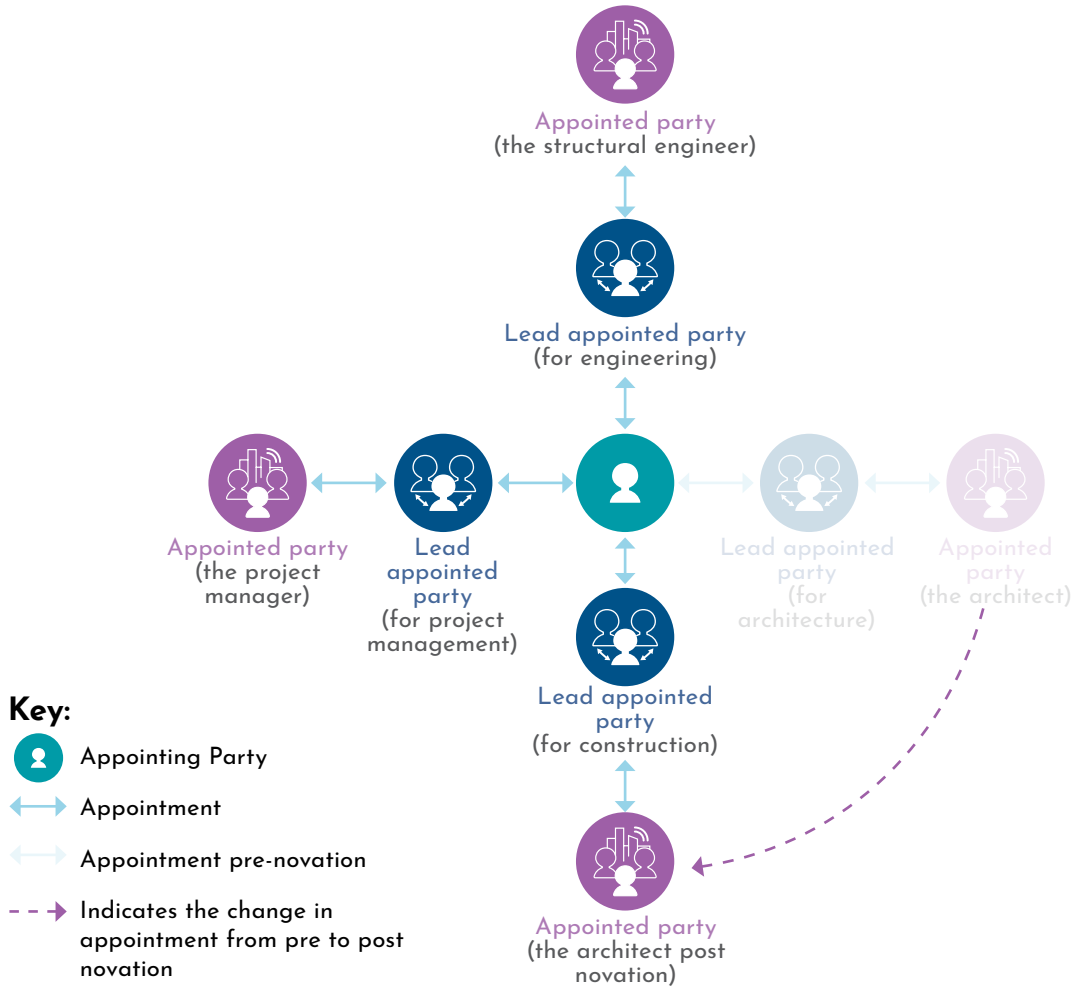 Appointed party
(the structural engineer)
Lead appointed party
(for engineering)
Appointed party
(the project
manager)
Lead
appointed
party
(for project
management)
Lead appointed
party
(for
architecture)
Appointed
party
(the architect)
Lead appointed
party
(for construction)
Appointed party
(the architect post
novation)
Key:
Appointing Party
Appointment
Appointment pre-novation
Indicates the change in
appointment from pre to post
novation